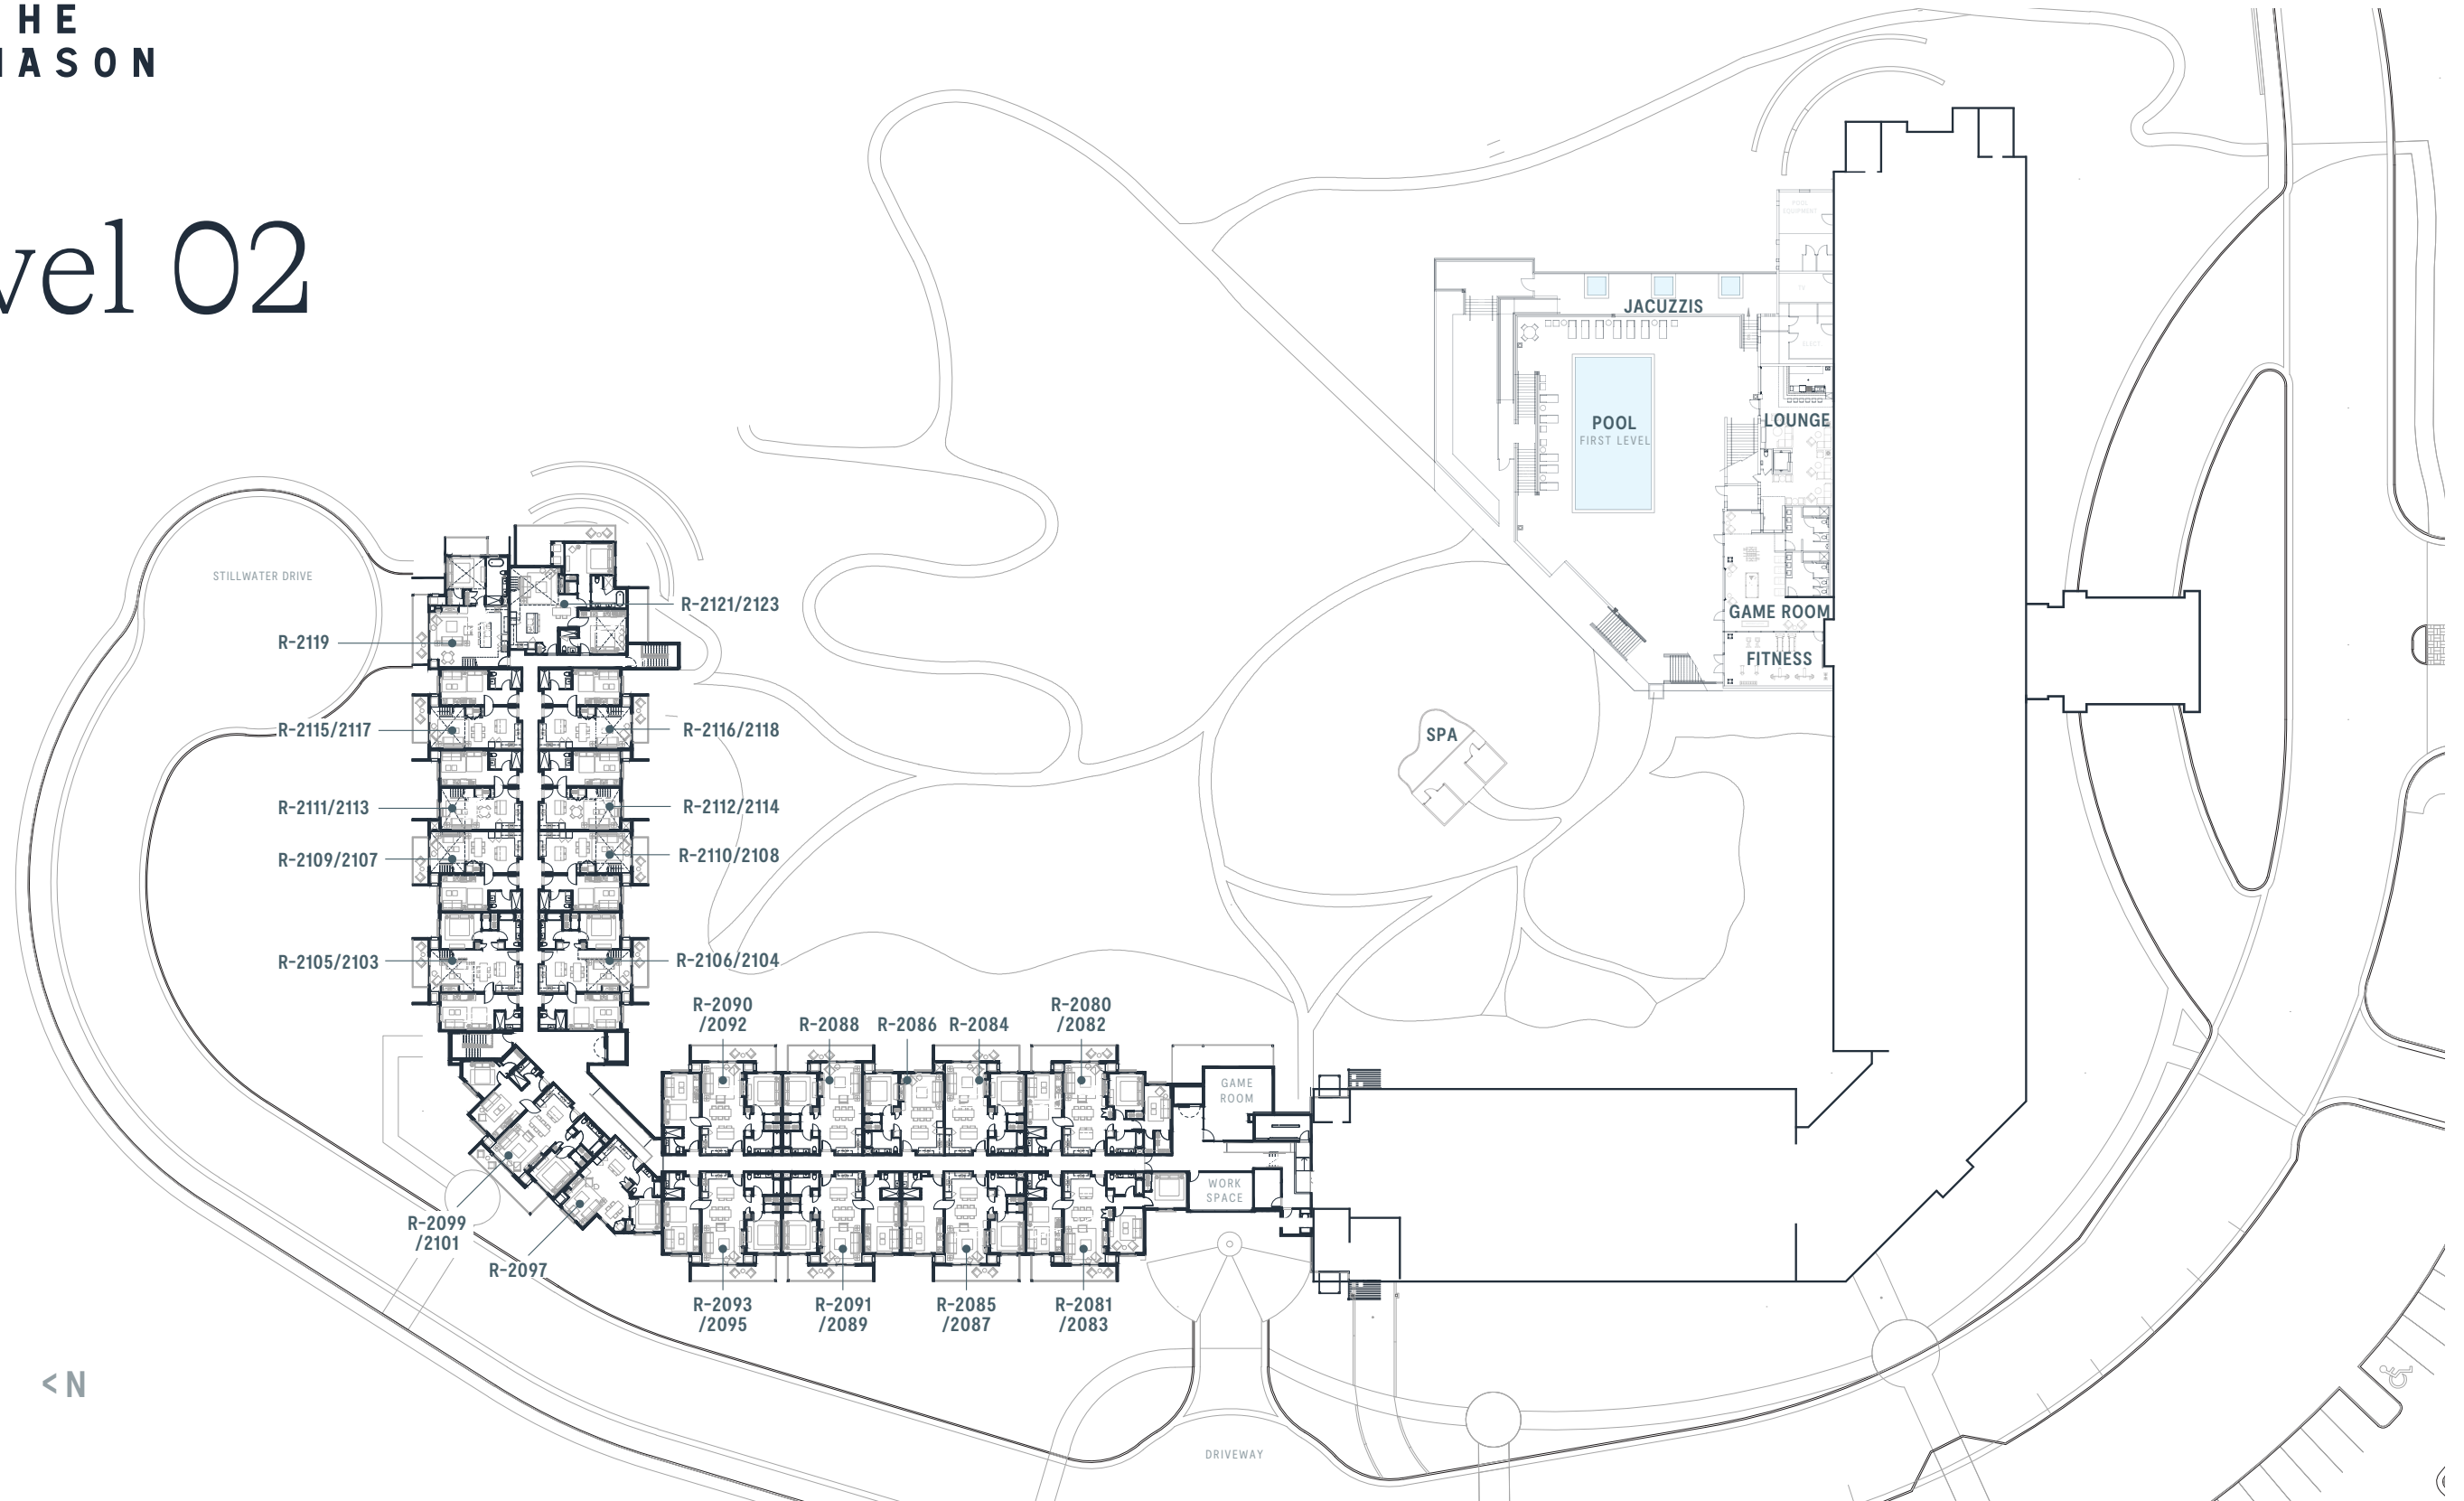 HE
ASON
vel 02
POOL
EQUIPMENT
JACUZZIS
POOL
FIRST LEVEL
LOUNGE
GAME ROOM
FITNESS
SPA
STILLWATER DRIVE
R-2121/2123
R-2119
R-2115/2117
R-2116/2118
R-2111/2113
R-2112/2114
R-2109/2107
R-2110/2108
R-2105/2103
R-2106/2104
R-2090
/2092
R-2088
R-2086
R-2084
R-2080
/2082
GAME
ROOM
WORK
SPACE
R-2099
/2101
R-2097
R-2093
/2095
R-2091
/2089
R-2085
/2087
R-2081
/2083
<N
DRIVEWAY